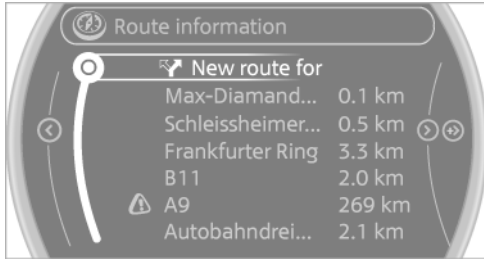 Route information
New route for
Max-Diamand... 0.1 km
Schleissheimer... 0.5 km
Frankfurter Ring 3.3 km
B11 2.0 km
A9 269 km
Autobahndrei... 2.1 km